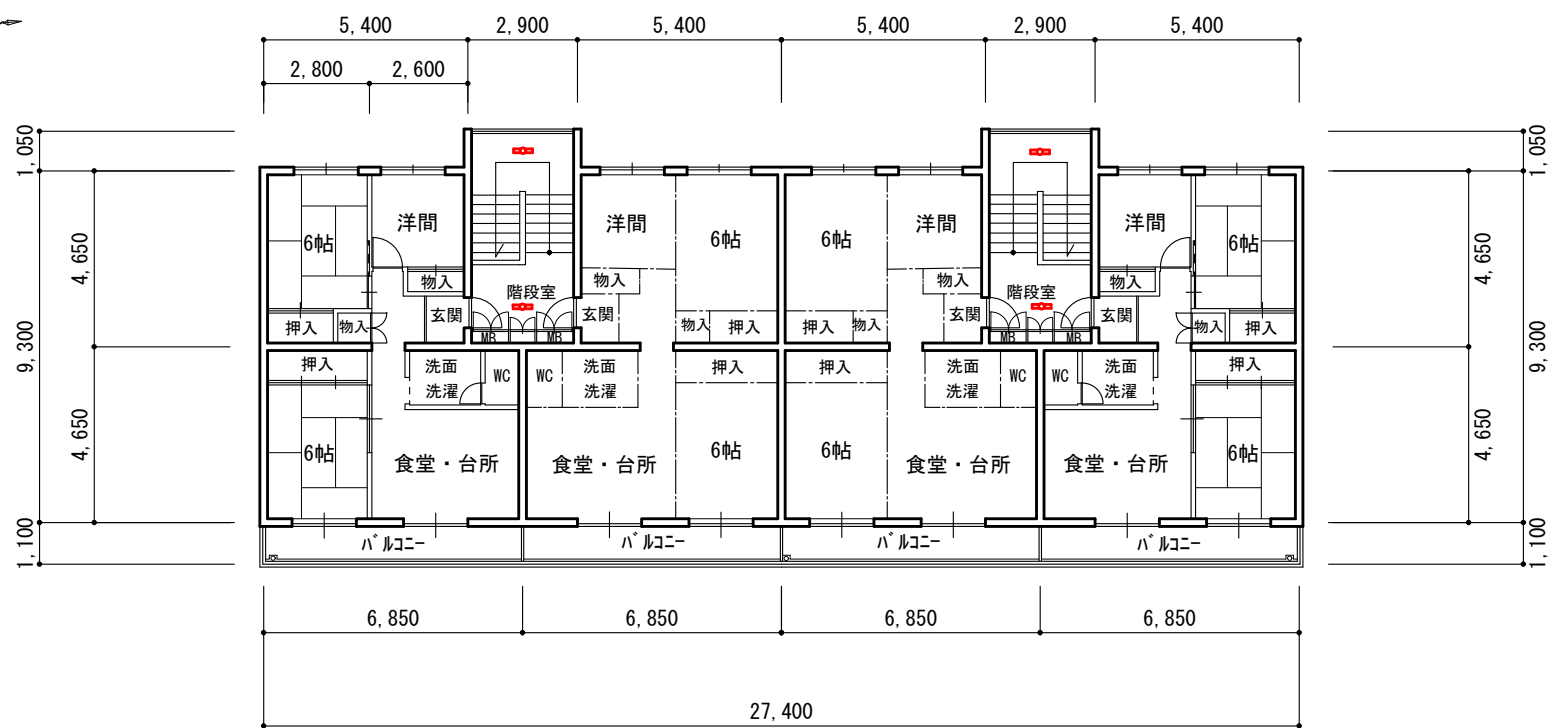 5,400 2,900 5,400 5,400 2,900 5,400
2,800 2,600
1,050 1,050
洋間 洋間 洋間 洋間
6帖 6帖 6帖 6帖
4,650 4,650
物入 物入 物入 物入
階段室 階段室
玄関 玄関 玄関 玄関
押入 物入 物入 押入 押入 物入 物入 押入
MB MB MB MB
9,300 9,300
押入 洗面 WC WC 洗面 押入 押入 洗面 WC WC 洗面 押入
洗濯 洗濯 洗濯 洗濯
4,650 4,650
6帖 6帖 6帖 6帖
食堂・台所 食堂・台所 食堂・台所 食堂・台所
1,100 1,100
バルコニー バルコニー バルコニー バルコニー
6,850 6,850 6,850 6,850
27,400